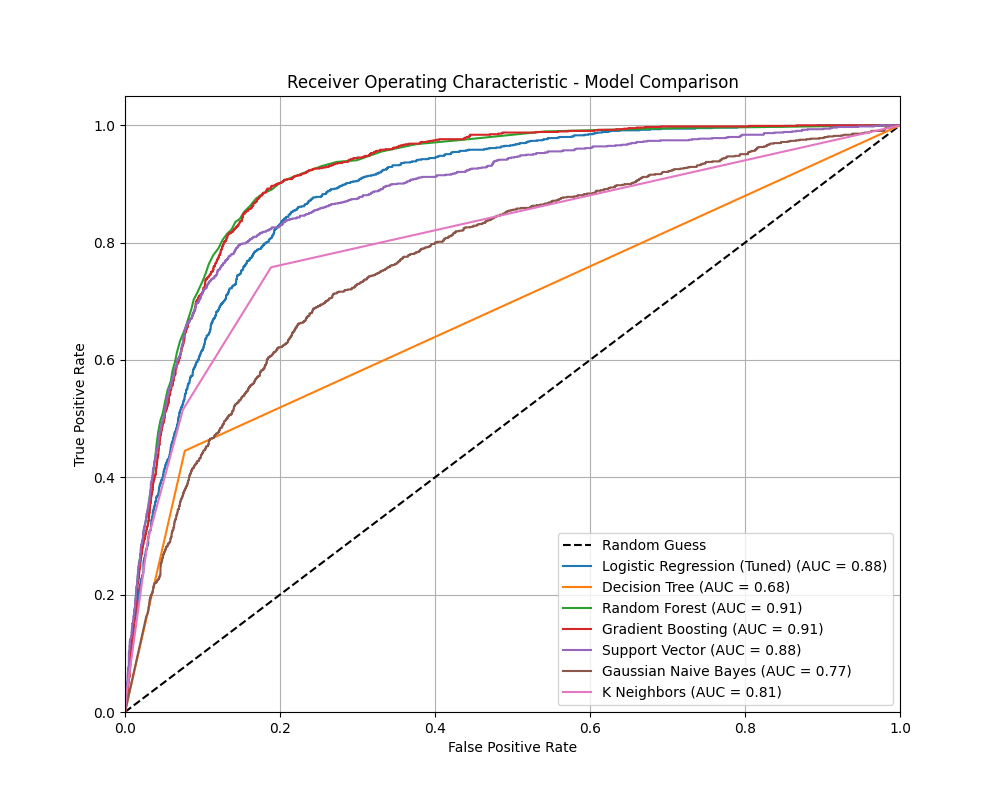 Receiver Operating Characteristic - Model Comparison
True Positive Rate
1.0
0.8
0.6
0.4
0.2
0.0
Random Guess
Logistic Regression (Tuned) (AUC = 0.88)
Decision Tree (AUC = 0.68)
Random Forest (AUC = 0.91)
Gradient Boosting (AUC = 0.91)
Support Vector (AUC = 0.88)
Gaussian Naive Bayes (AUC = 0.77)
K Neighbors (AUC = 0.81)
0.0 0.2 0.4 0.6 0.8 1.0
False Positive Rate